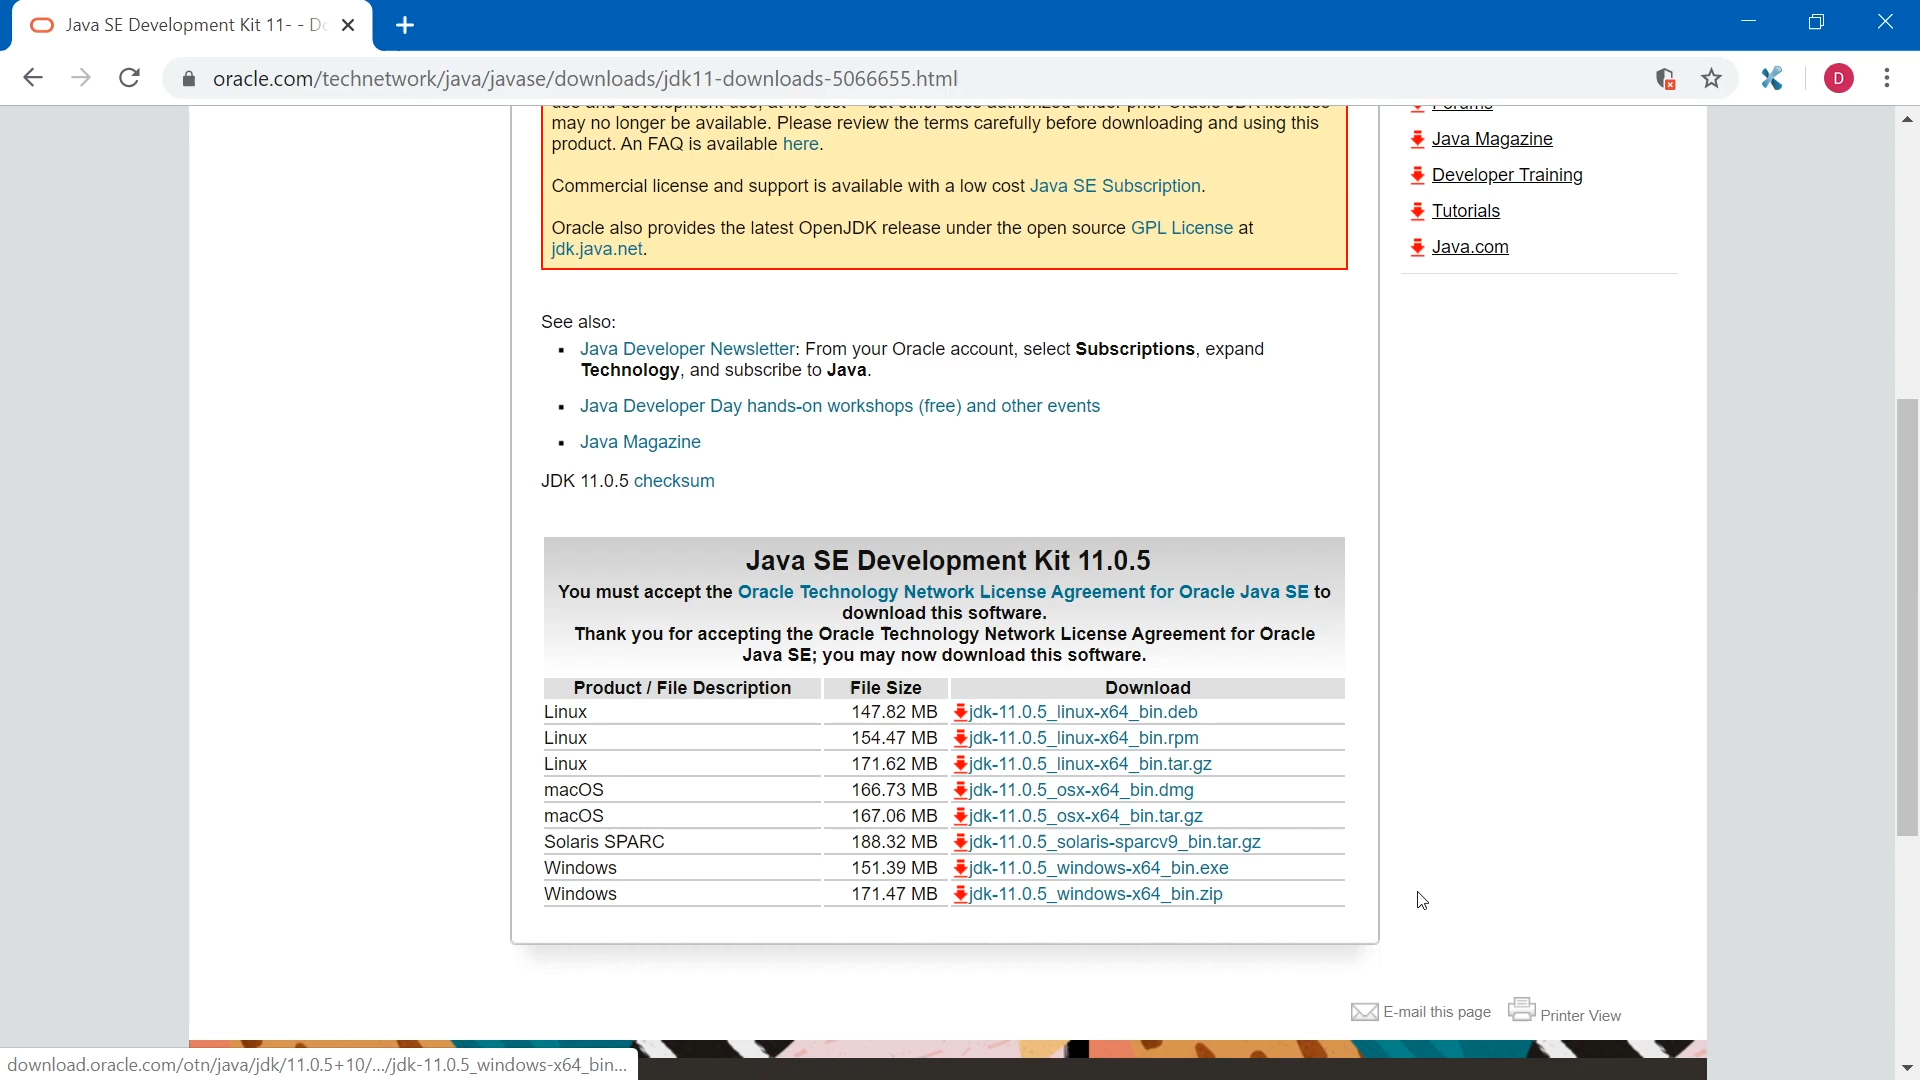 Java SE Development Kit 11- - Do
oracle.com/technetwork/java/javase/downloads/jdk11-downloads-5066655.html
D
may no longer be available. Please review the terms carefully before downloading and using this
product. An FAQ is available here.
Commercial license and support is available with a low cost Java SE Subscription.
Oracle also provides the latest OpenJDK release under the open source GPL License at
jdk.java.net.
See also:
Java Developer Newsletter: From your Oracle account, select Subscriptions, expand
Technology, and subscribe to Java.
Java Developer Day hands-on workshops (free) and other events
Java Magazine
JDK 11.0.5 checksum
Java SE Development Kit 11.0.5
You must accept the Oracle Technology Network License Agreement for Oracle Java SE to
download this software.
Thank you for accepting the Oracle Technology Network License Agreement for Oracle
Java SE; you may now download this software.
Product / File Description File Size Download
Linux 147.82 MB jdk-11.0.5_linux-x64_bin.deb
Linux 154.47 MB jdk-11.0.5_linux-x64_bin.rpm
Linux 171.62 MB jdk-11.0.5_linux-x64_bin.tar.gz
macOS 166.73 MB jdk-11.0.5_osx-x64_bin.dmg
macOS 167.06 MB jdk-11.0.5_osx-x64_bin.tar.gz
Solaris SPARC 188.32 MB jdk-11.0.5_solaris-sparcv9_bin.tar.gz
Windows 151.39 MB jdk-11.0.5_windows-x64_bin.exe
Windows 171.47 MB jdk-11.0.5_windows-x64_bin.zip
Java Magazine
Developer Training
Tutorials
Java.com
E-mail this page Printer View
download.oracle.com/otn/java/jdk/11.0.5+10/.../jdk-11.0.5_windows-x64_bin...